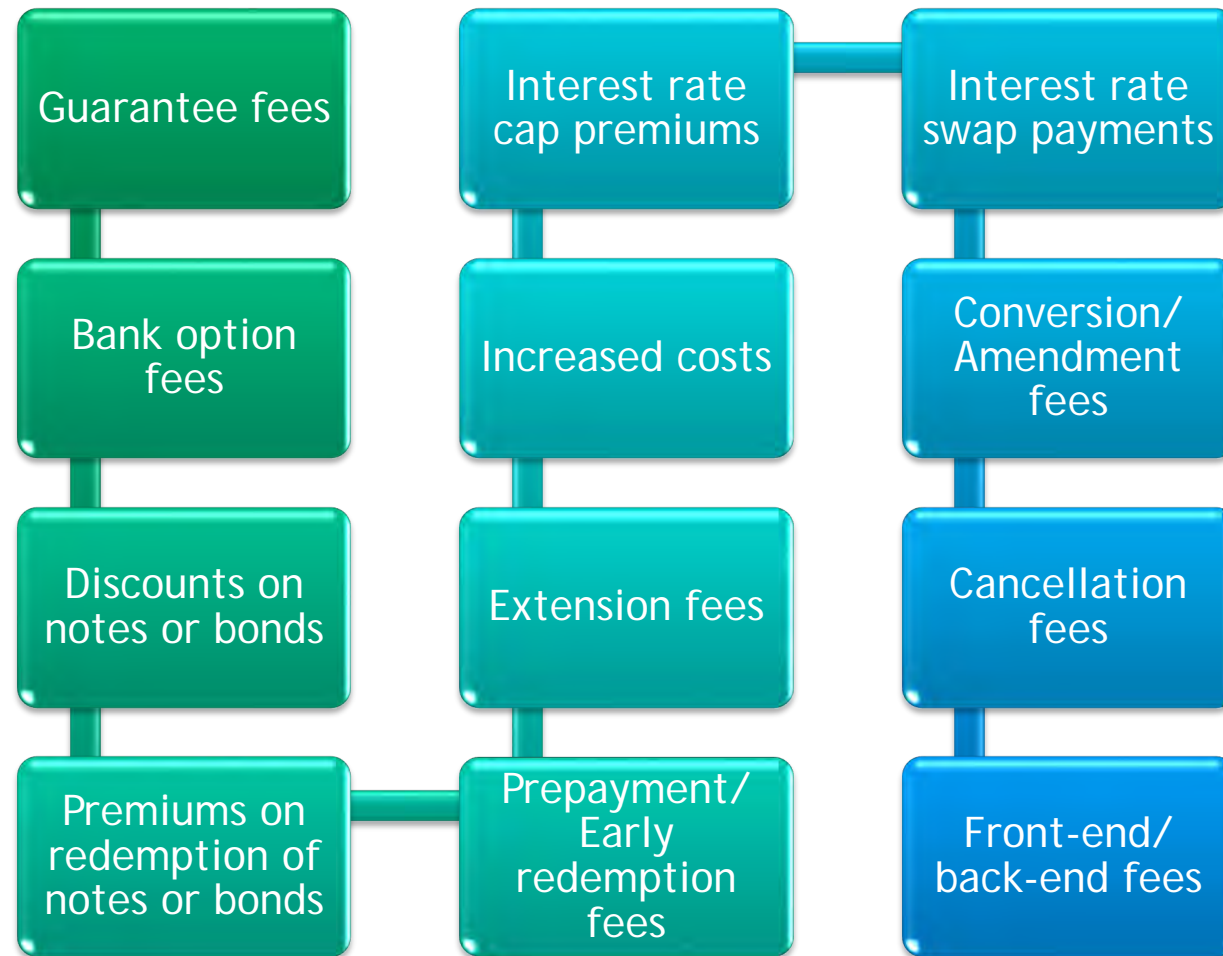 Guarantee fees
Bank option
fees
Discounts on
notes or bonds
Premiums on
redemption of
notes or bonds
Prepayment/
Early
redemption
fees
Extension fees
Increased costs
Interest rate
cap premiums
Interest rate
swap payments
Conversion/
Amendment
fees
Cancellation
fees
Front-end/
back-end fees